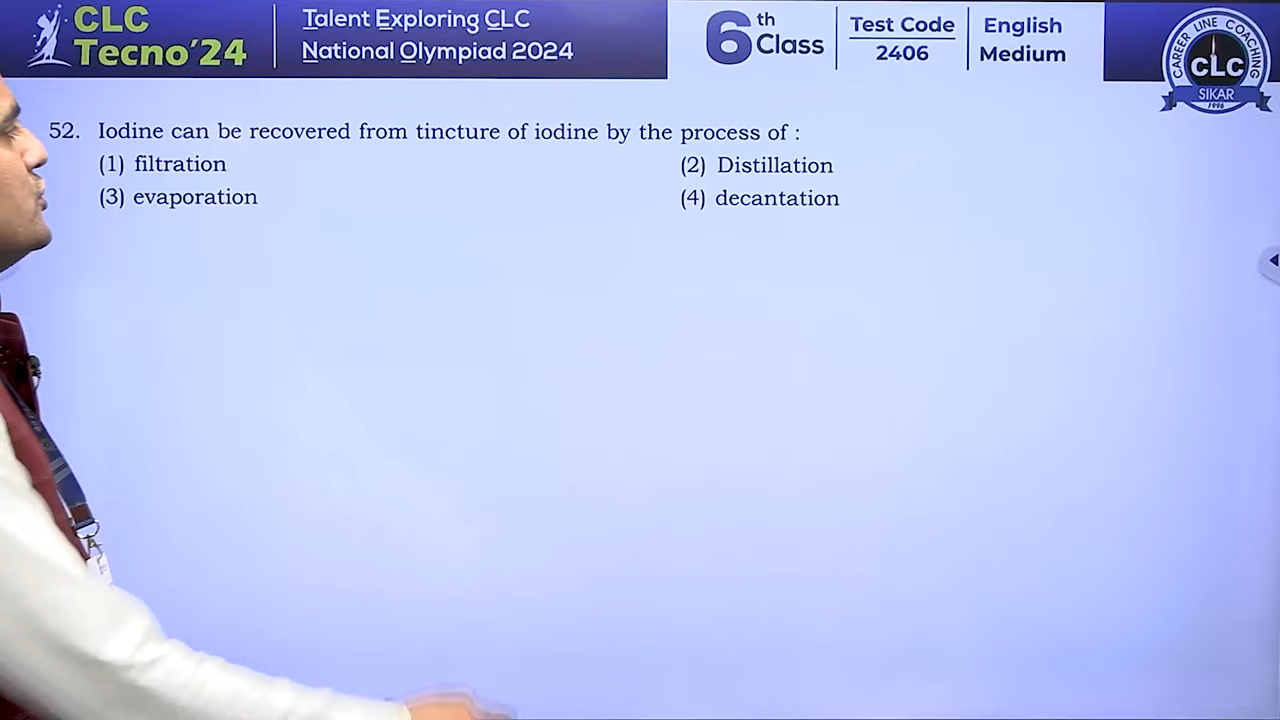 CLC
Tecno'24
Talent Exploring CLC
National Olympiad 2024
6th Class
Test Code
2406
English
Medium
CAREER LINE COACHING
CLC
SIKAR
1996
52. Iodine can be recovered from tincture of iodine by the process of :
(1) filtration (2) Distillation
(3) evaporation (4) decantation